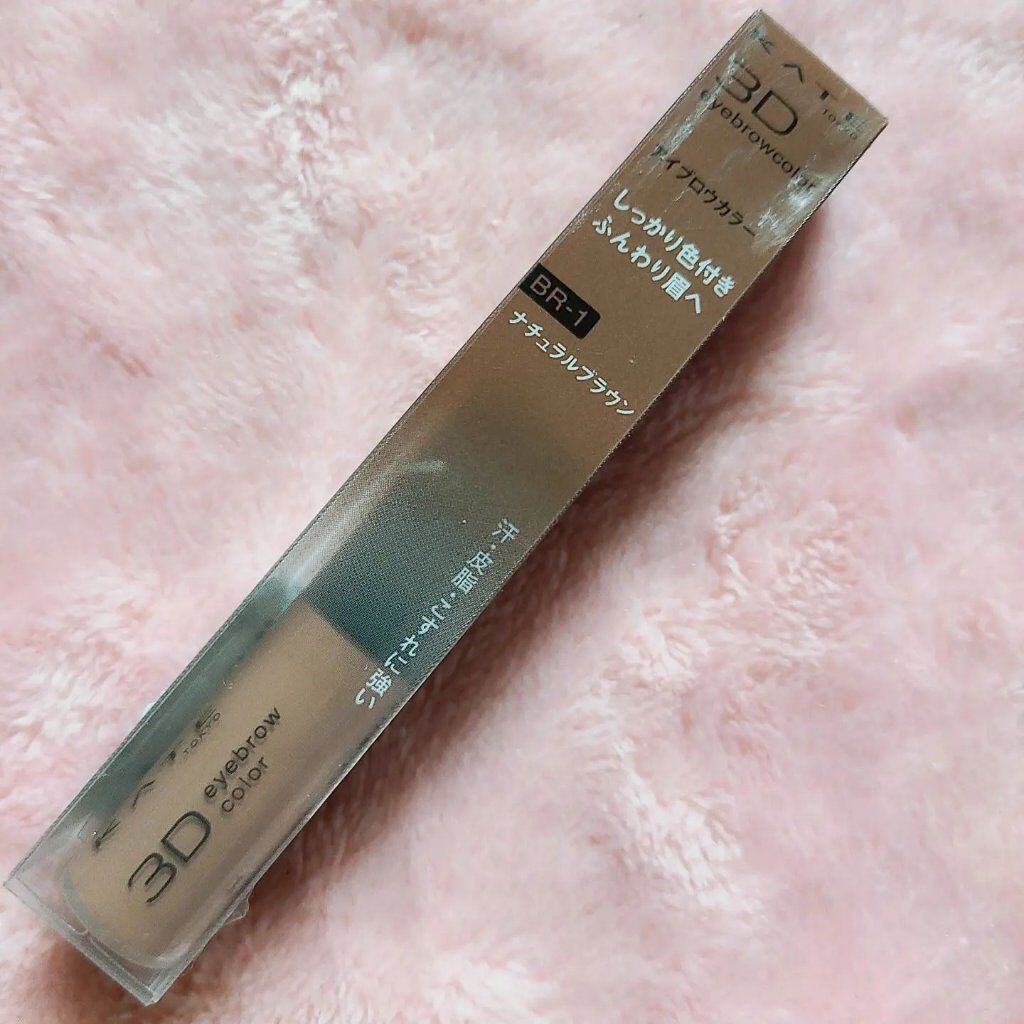 KATE
TOKYO
3D
eyebrowcolor
アイブロウカラー
しっかり色付き
ふんわり眉へ
BR-1
ナチュラルブラウン
汗・皮脂・こすれに強い
KATE
TOKYO
3D
eyebrow
color